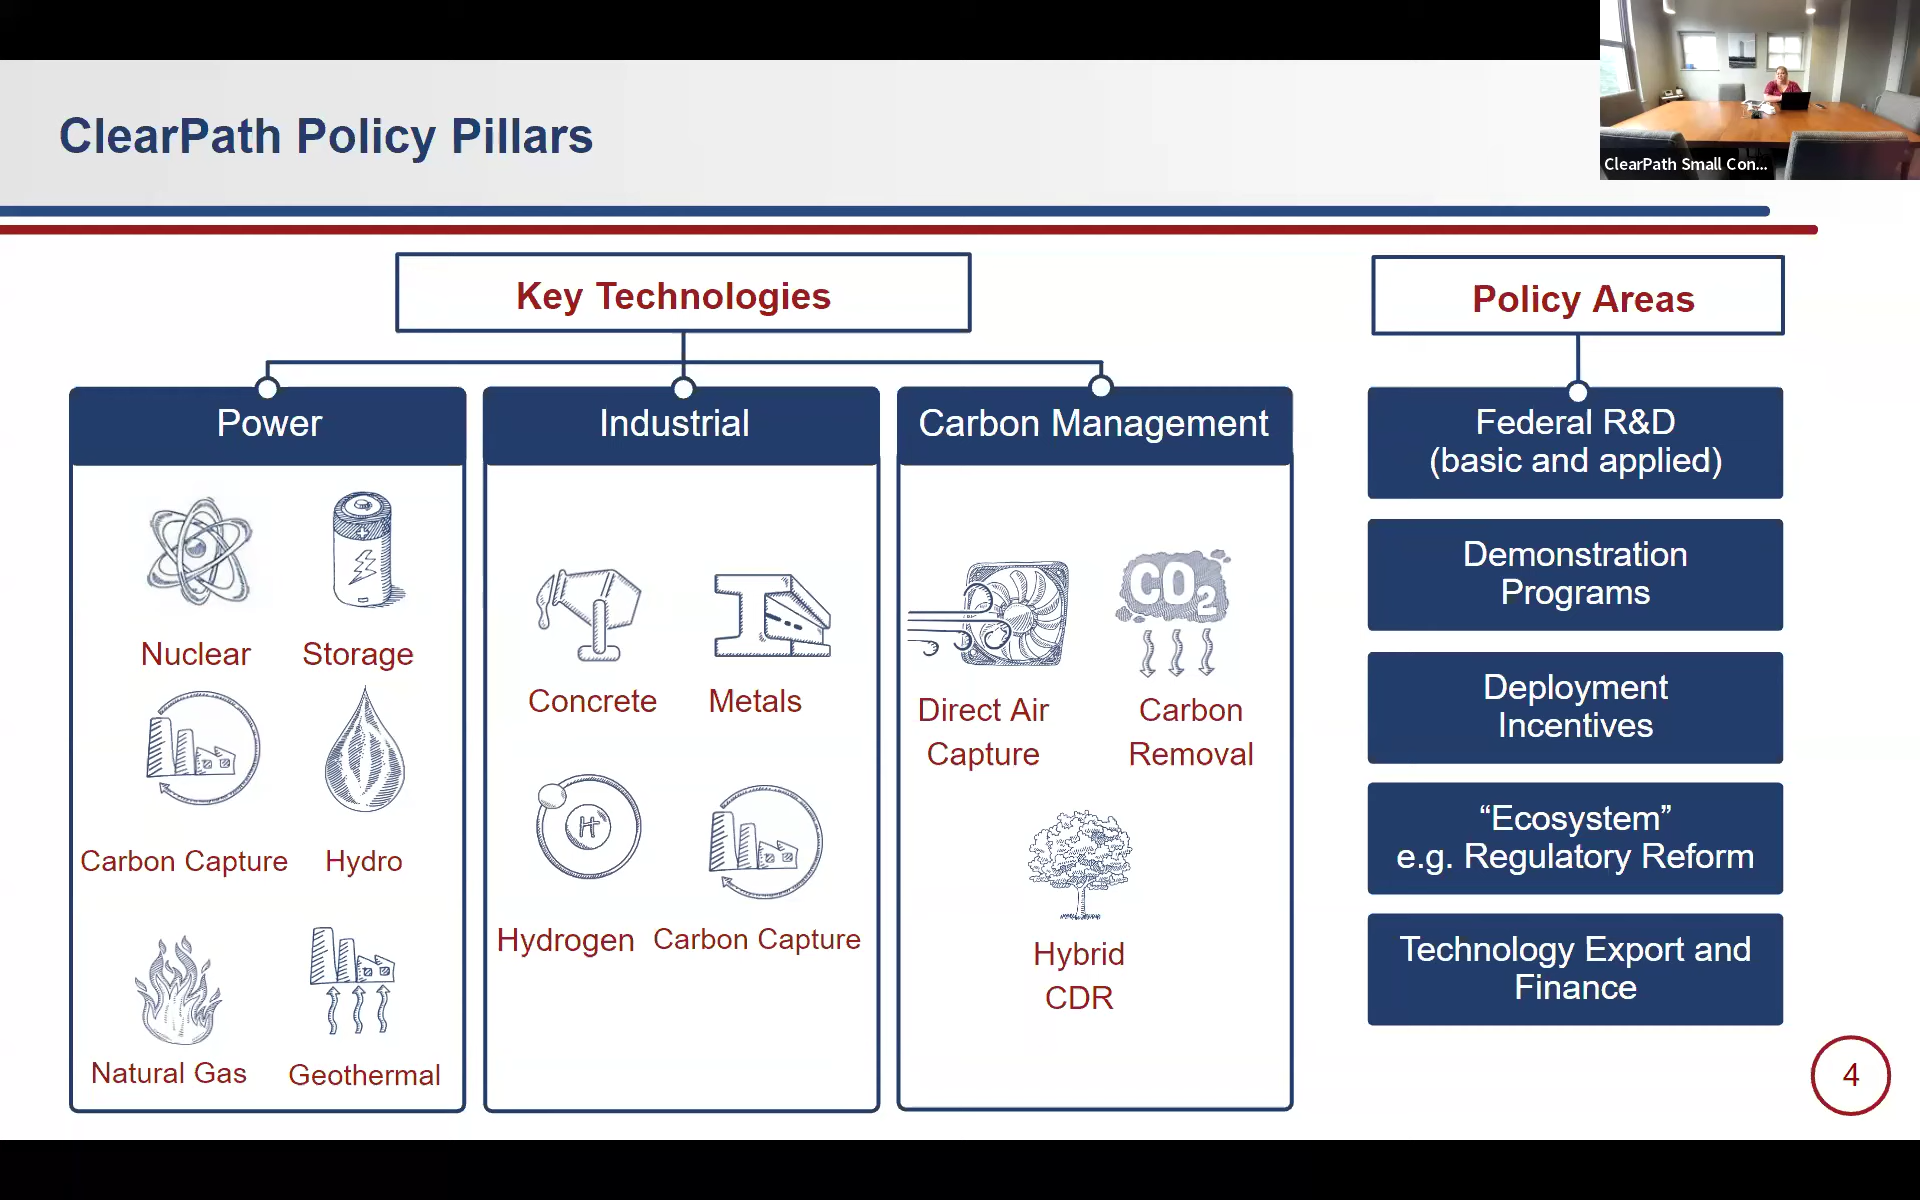 ClearPath Policy Pillars
ClearPath Small Con...
Key Technologies
Policy Areas
Power
Industrial
Carbon Management
Nuclear
Storage
Carbon Capture
Hydro
Natural Gas
Geothermal
Concrete
Metals
H
Hydrogen
Carbon Capture
CO2
Direct Air
Capture
Carbon
Removal
Hybrid
CDR
Federal R&D
(basic and applied)
Demonstration
Programs
Deployment
Incentives
“Ecosystem”
e.g. Regulatory Reform
Technology Export and
Finance
4